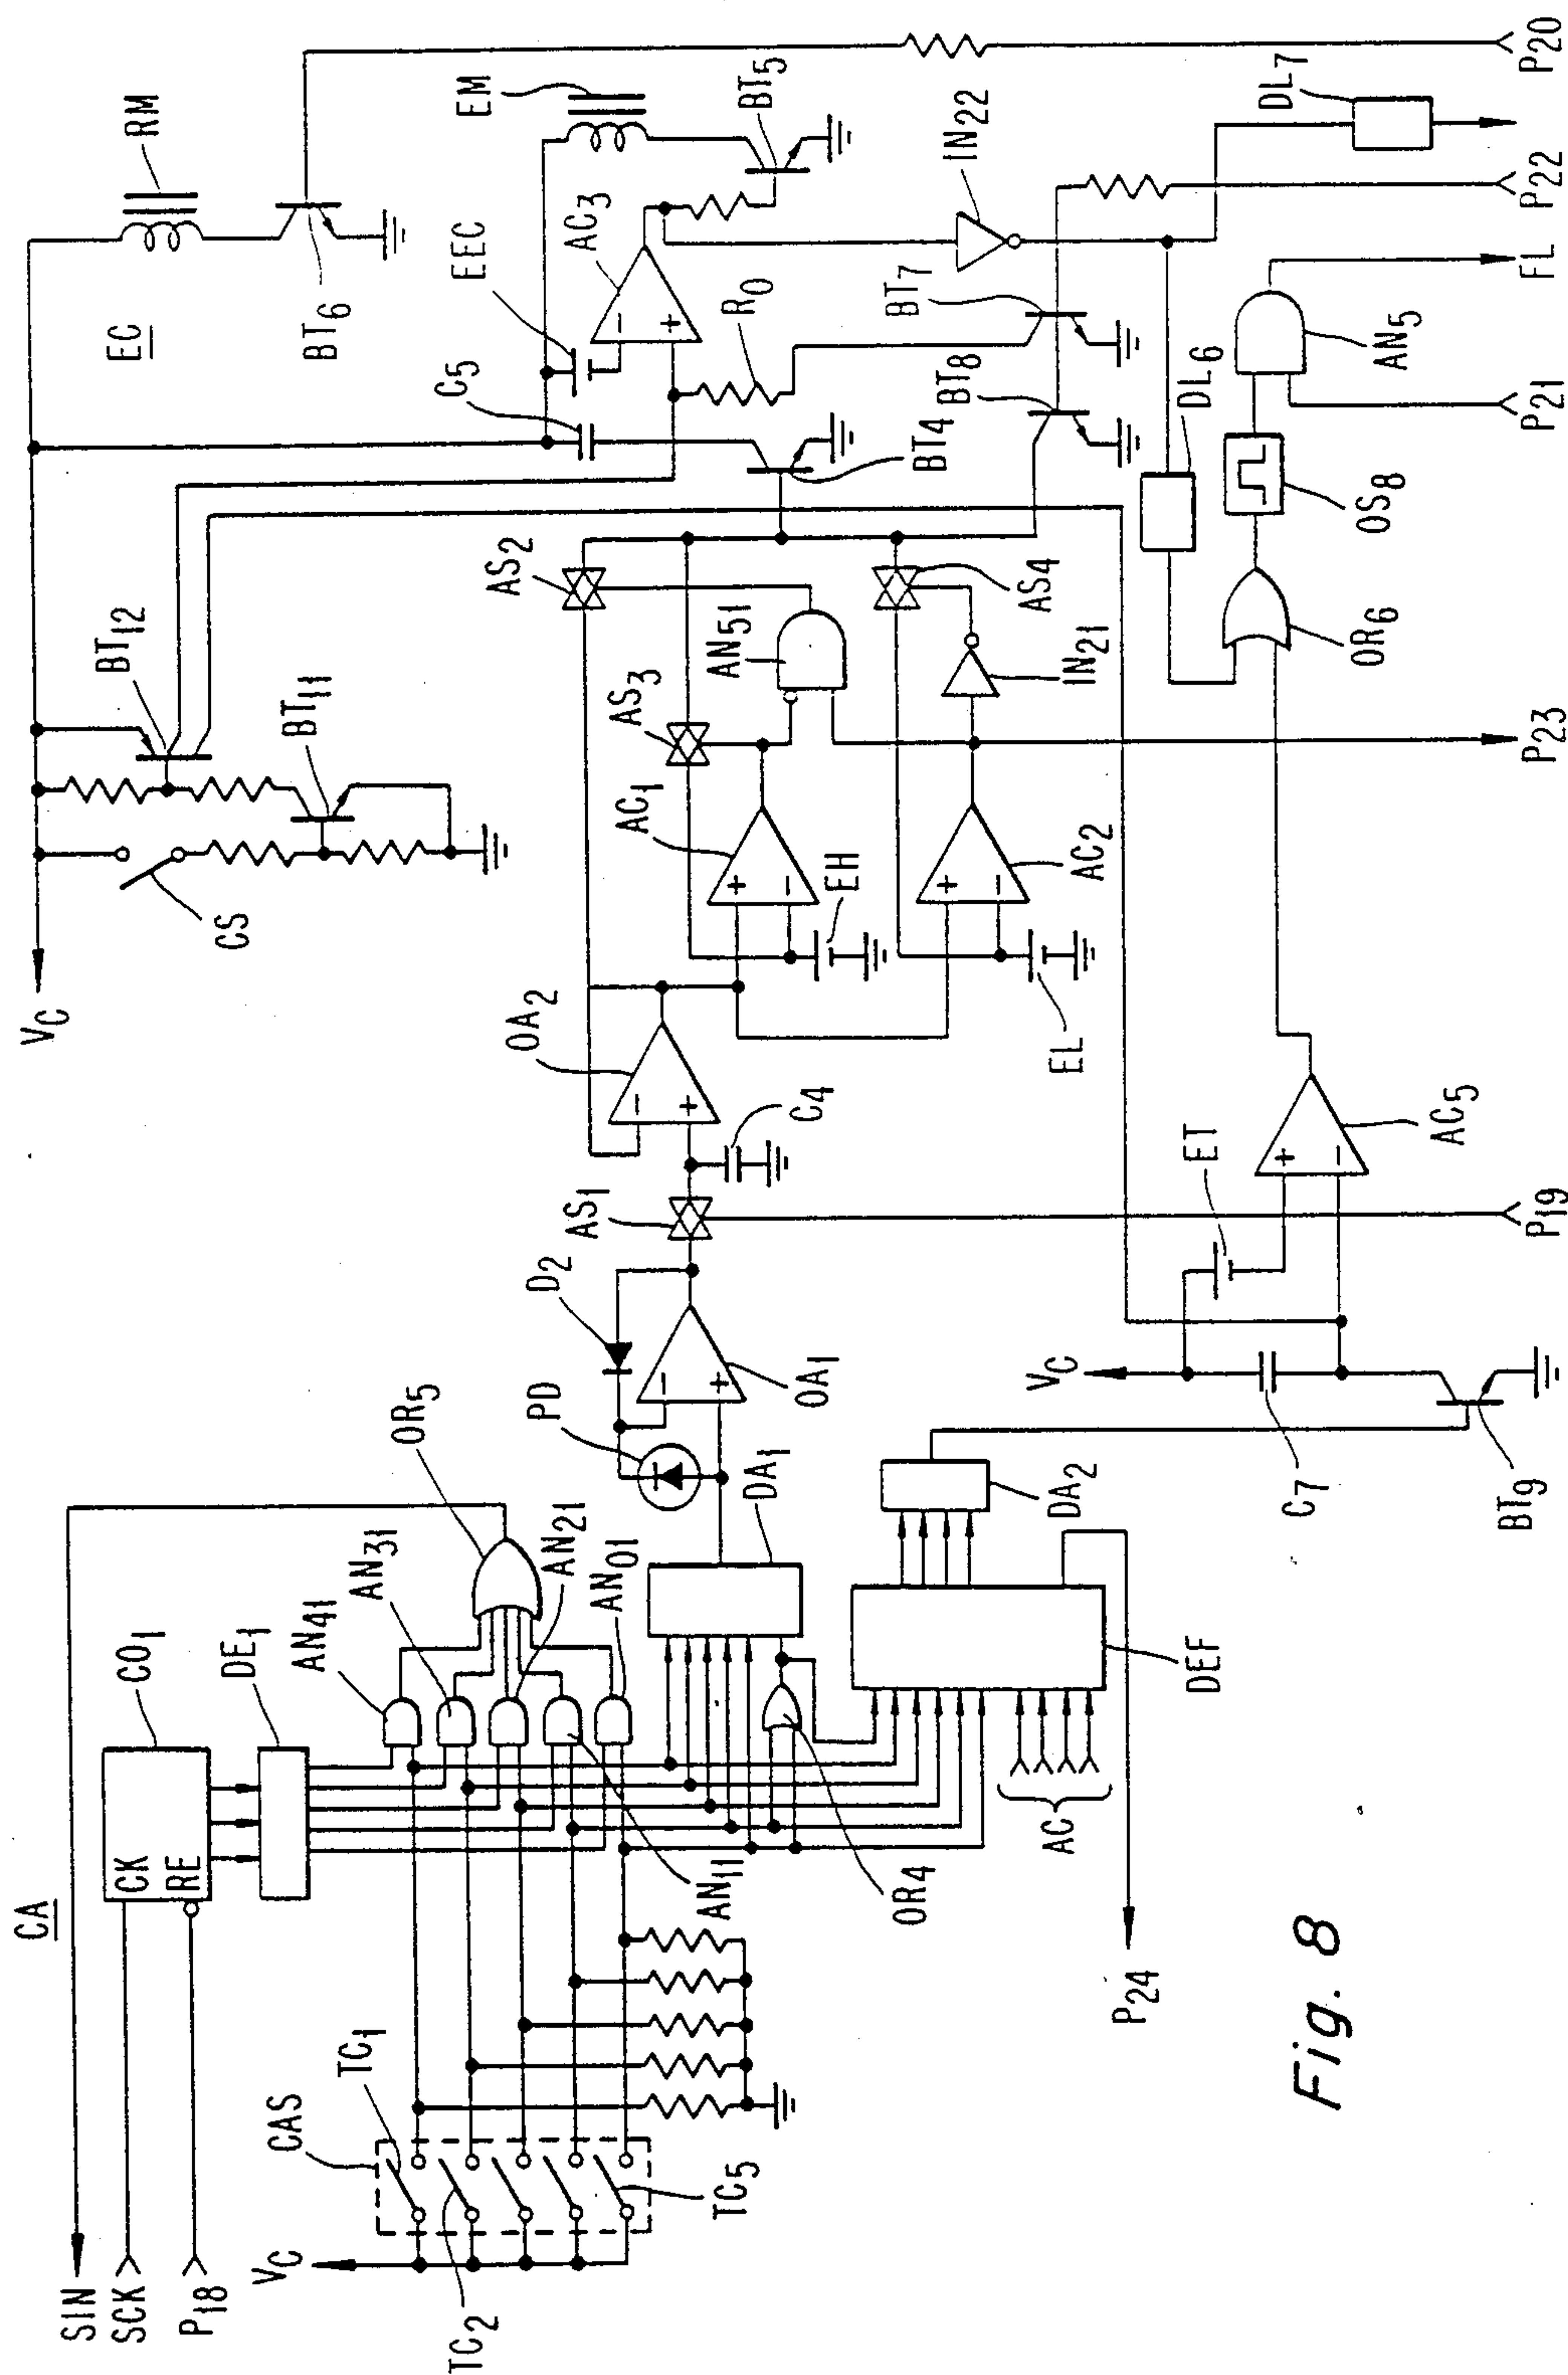 VC
CS
BT12
BT11
EC
RM
BT6
C5
EEC
AC3
EM
BT5
R0
BT4
BT8
BT7
IN22
DL7
P20
P22
FL
AN5
P21
DL6
OS8
OR6
P23
AS2
AS3
AN51
AS4
IN21
AC1
EH
AC2
EL
OA2
C4
AS1
D2
PD
OA1
ET
AC5
P19
VC
C7
BT9
DA1
DA2
DEF
AC
P24
OR4
OR5
AN41
AN31
AN21
AN01
AN11
CO1
DE1
CK
RE
CA
SIN
SCK
P18
VC
CAS
TC1
TC2
TC5
+
−
+
−
+
−
+
−
+
−
+
−
Fig. 8